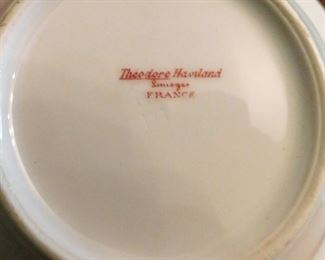 Theodore Haviland
Limoges
FRANCE